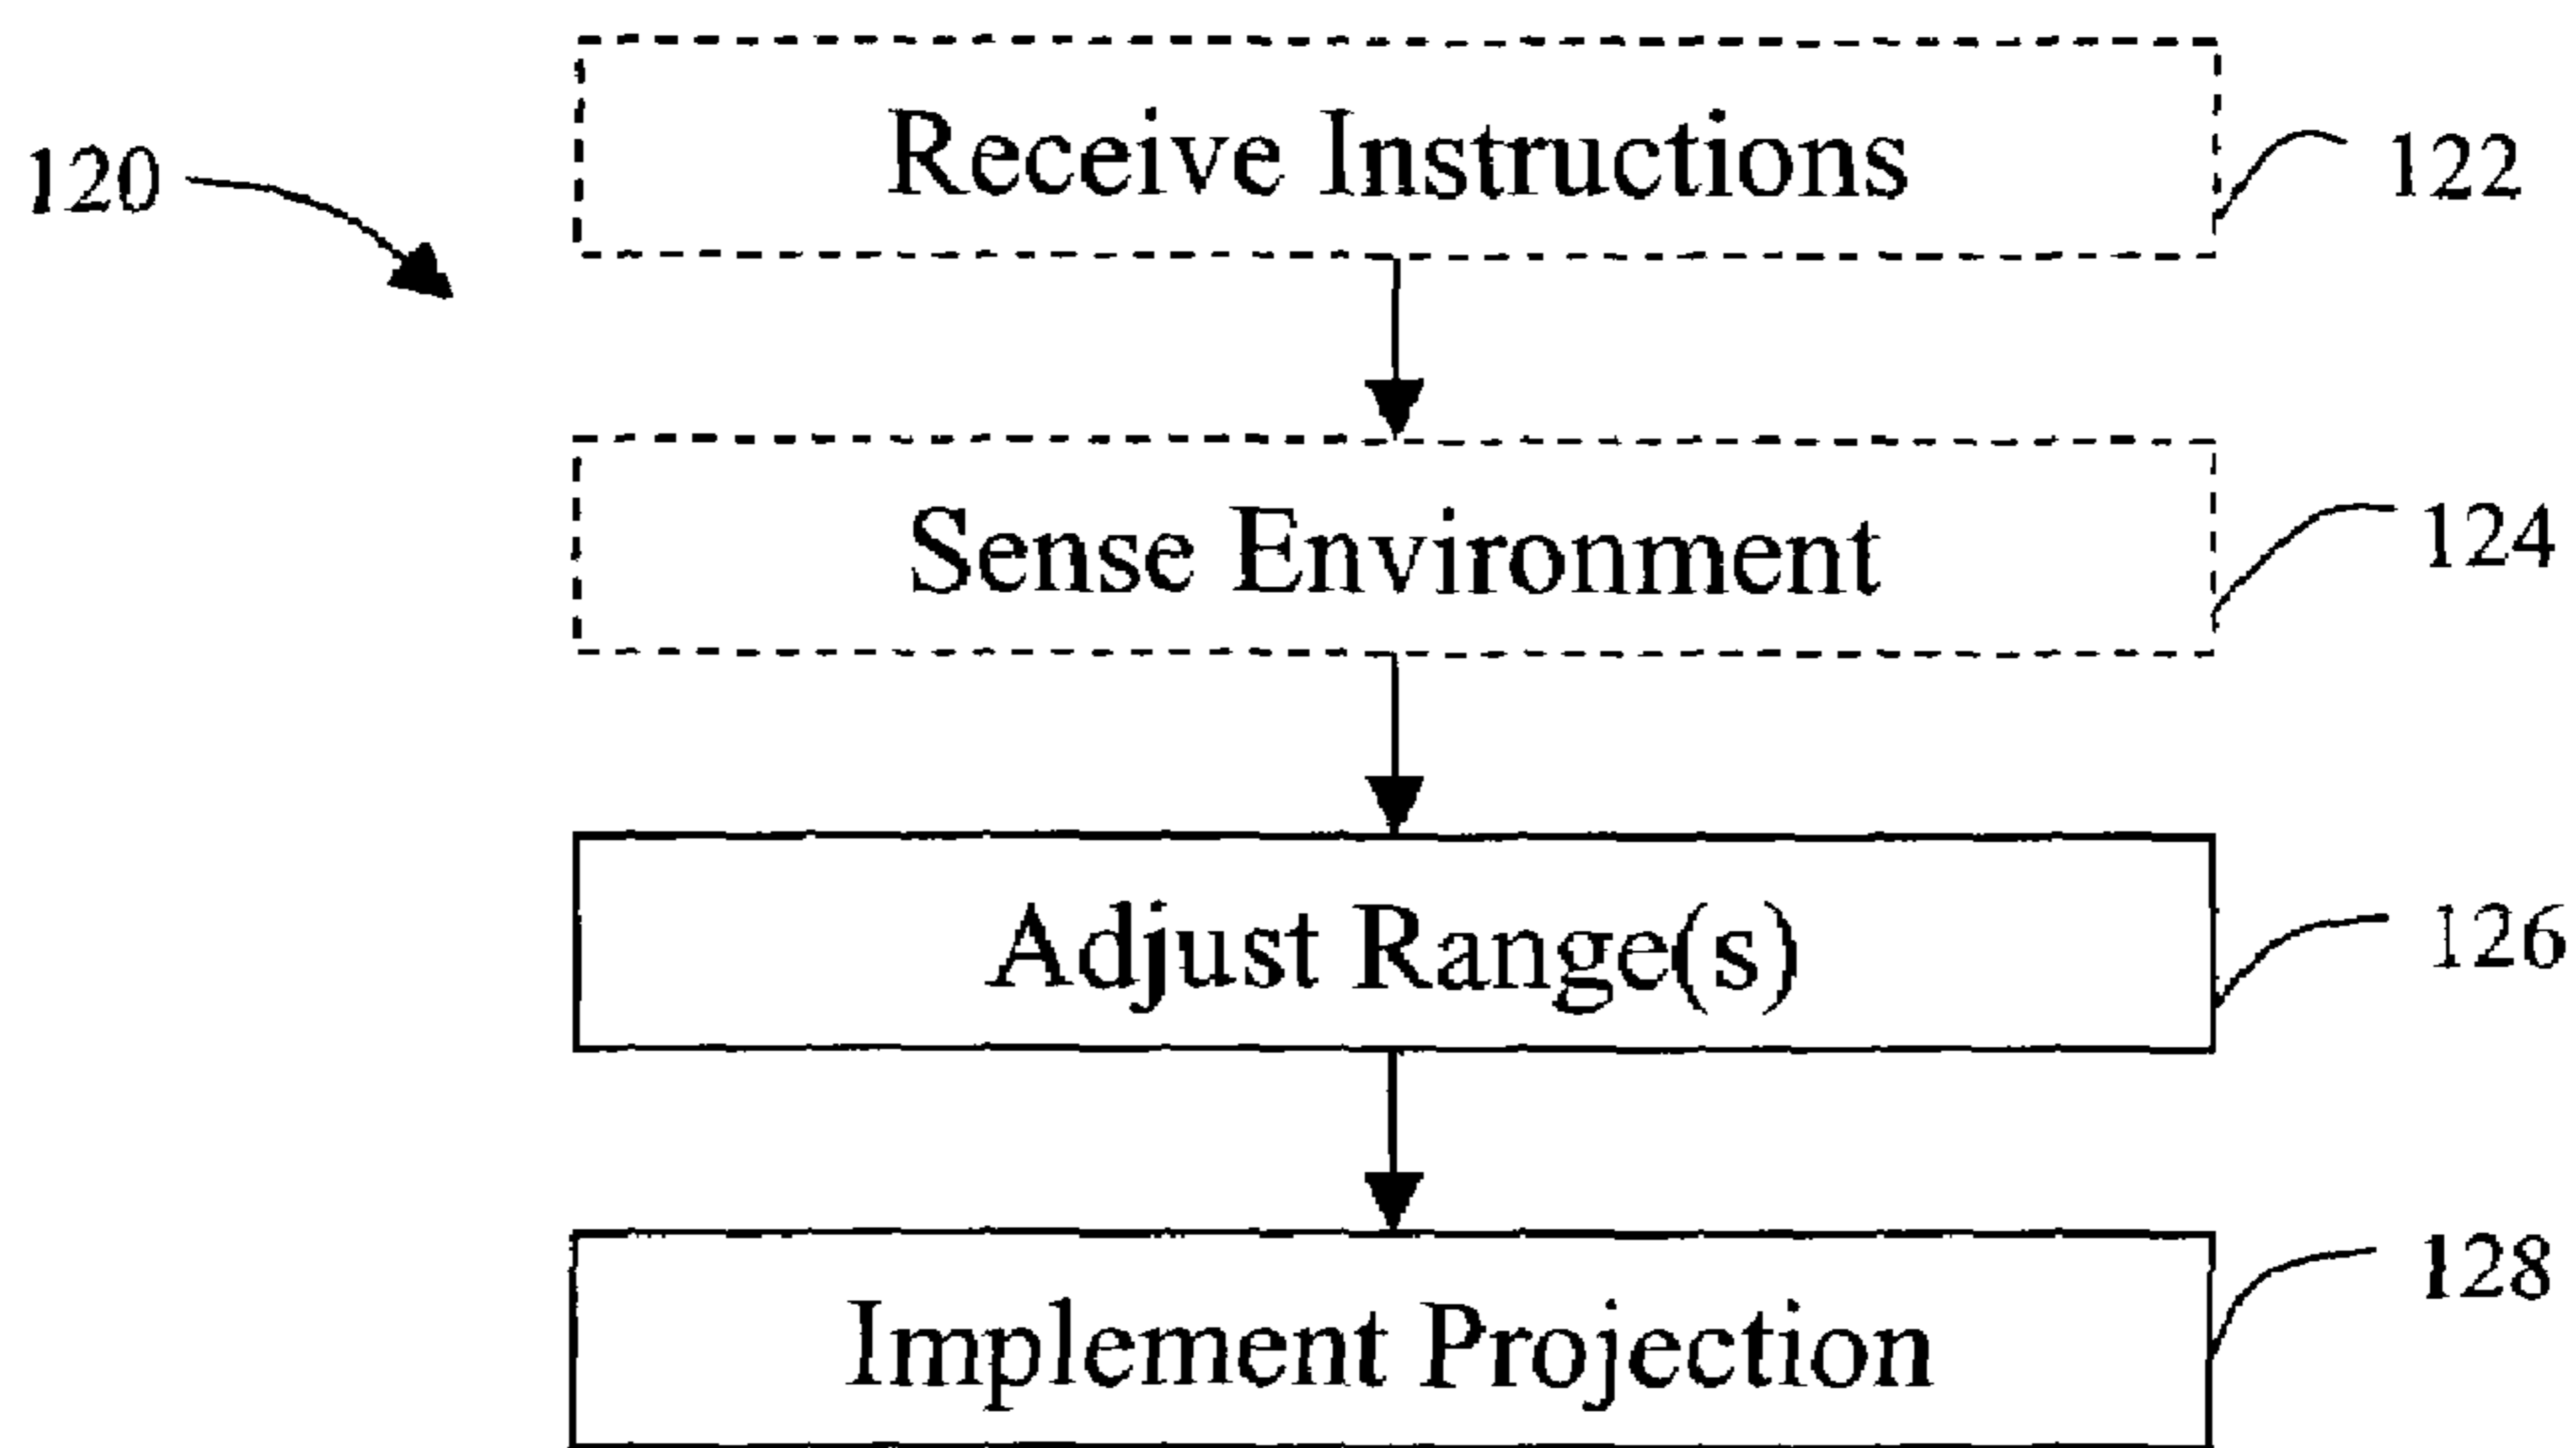 Receive Instructions
120
122
Sense Environment
124
Adjust Range(s)
126
Implement Projection
128